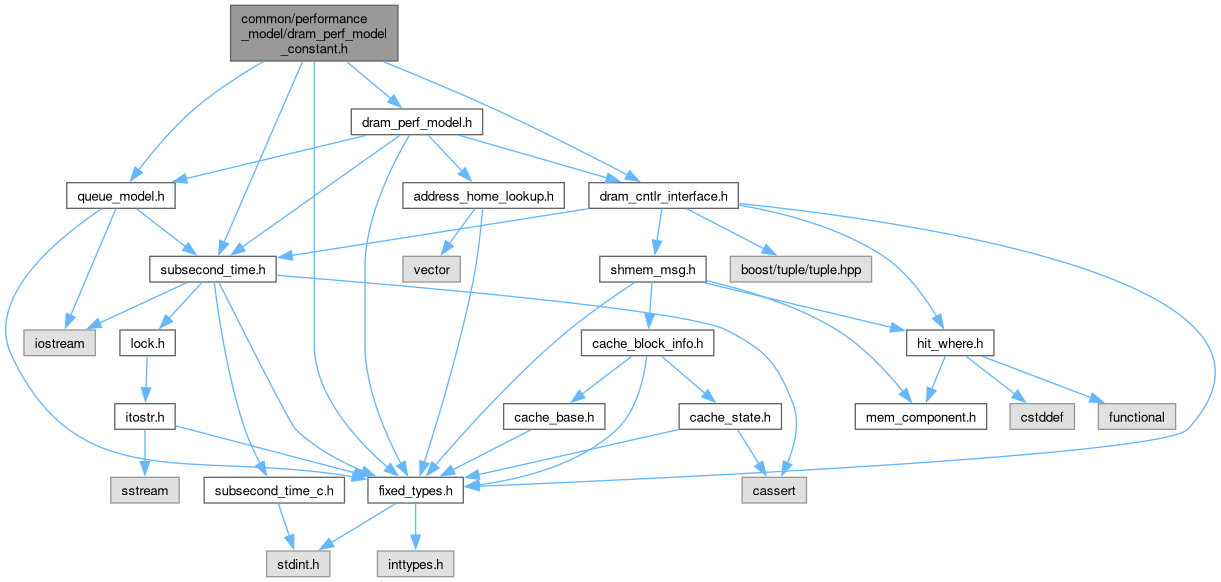 common/performance
_model/dram_perf_model
_constant.h
dram_perf_model.h
queue_model.h
address_home_lookup.h
dram_cntlr_interface.h
subsecond_time.h
vector
shmem_msg.h
boost/tuple/tuple.hpp
iostream
lock.h
cache_block_info.h
hit_where.h
itostr.h
cache_base.h
cache_state.h
mem_component.h
cstddef
functional
sstream
subsecond_time_c.h
fixed_types.h
cassert
stdint.h
inttypes.h